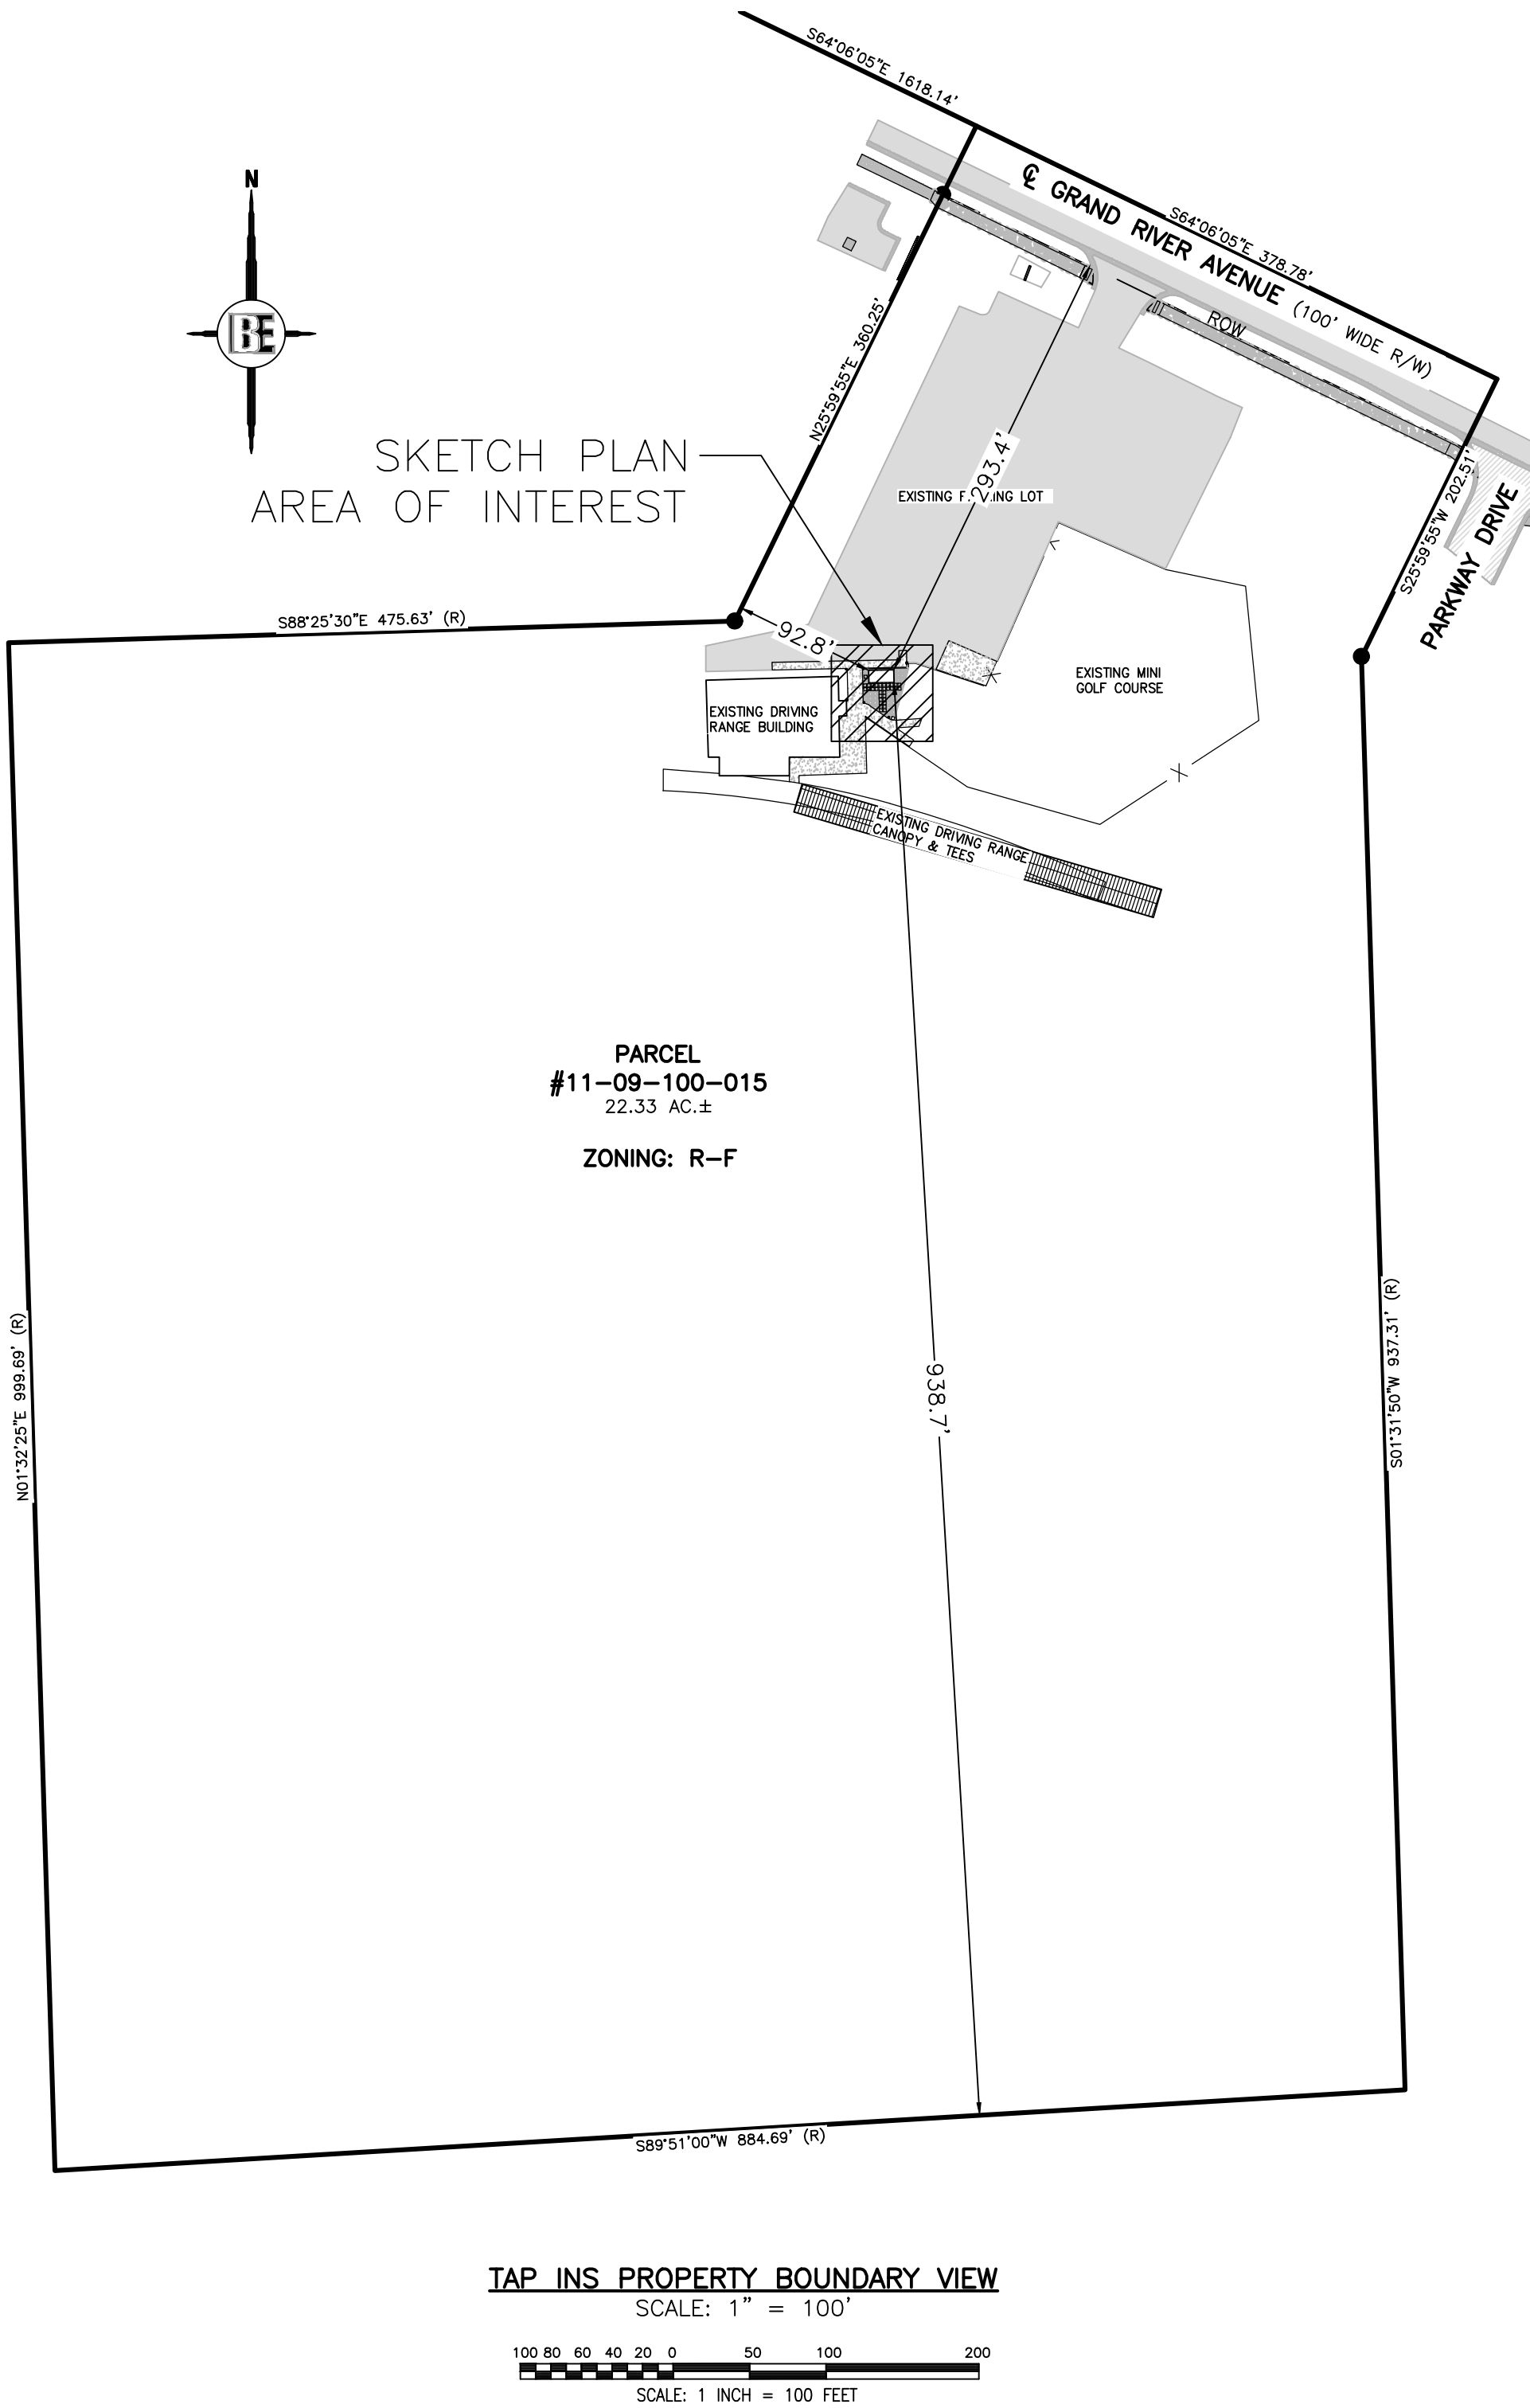 S64°06'05"E 1618.14'
N
BE
℄ GRAND RIVER AVENUE (100' WIDE R/W)
S64°06'05"E 378.78'
ROW
N25°59'55"E 360.25'
SKETCH PLAN
AREA OF INTEREST
293.4'
EXISTING LOT
S25°59'55"W 202.51'
PARKWAY DRIVE
S88°25'30"E 475.63' (R)
92.8'
EXISTING MINI
GOLF COURSE
EXISTING DRIVING
RANGE BUILDING
EXISTING DRIVING RANGE
CANOPY & TEES
PARCEL
#11-09-100-015
22.33 AC.±
ZONING: R-F
N01°32'25"E 999.69' (R)
938.7'
S01°31'50"W 937.31' (R)
S89°51'00"W 884.69' (R)
TAP INS PROPERTY BOUNDARY VIEW
SCALE: 1" = 100'
100 80 60 40 20 0 50 100 200
SCALE: 1 INCH = 100 FEET